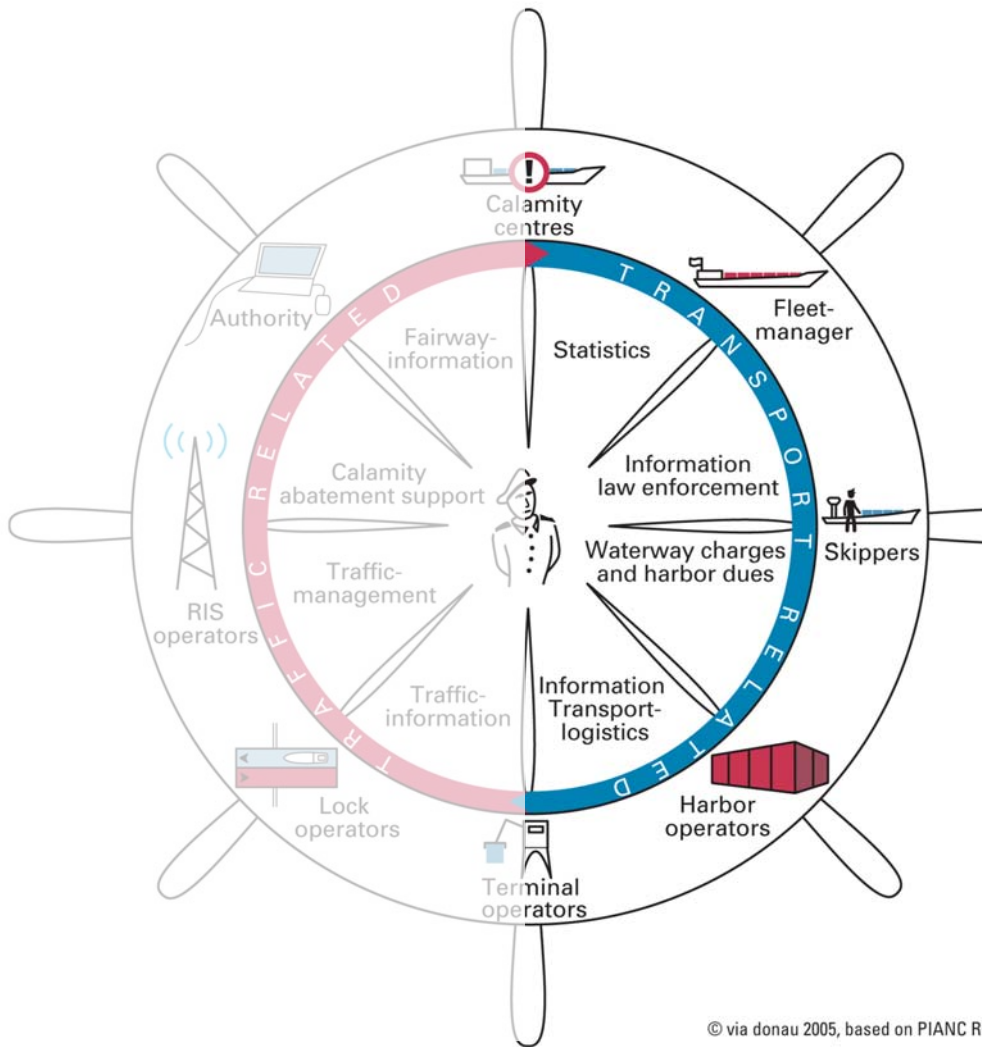 !
Calamity
centres
Authority
Fleet-
manager
TRAFFIC RELATED
TRANSPORT RELATED
Fairway-
information
Statistics
Calamity
abatement support
Information
law enforcement
Waterway charges
and harbor dues
Skippers
Traffic-
management
RIS
operators
Traffic-
information
Information
Transport-
logistics
Lock
operators
Harbor
operators
Terminal
operators
© via donau 2005, based on PIANC R